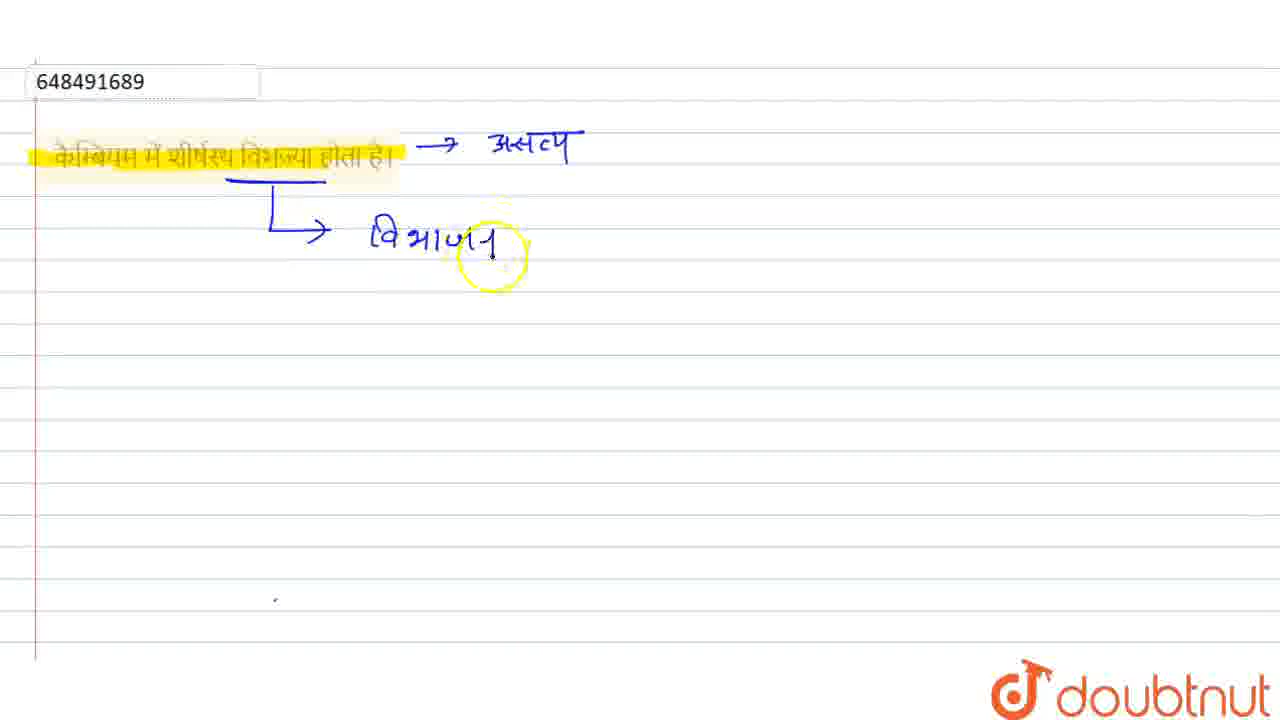 648491689
कैम्बियम में शीर्षस्थ विभज्या होता है। → असत्य
विभाजन
doubtnut